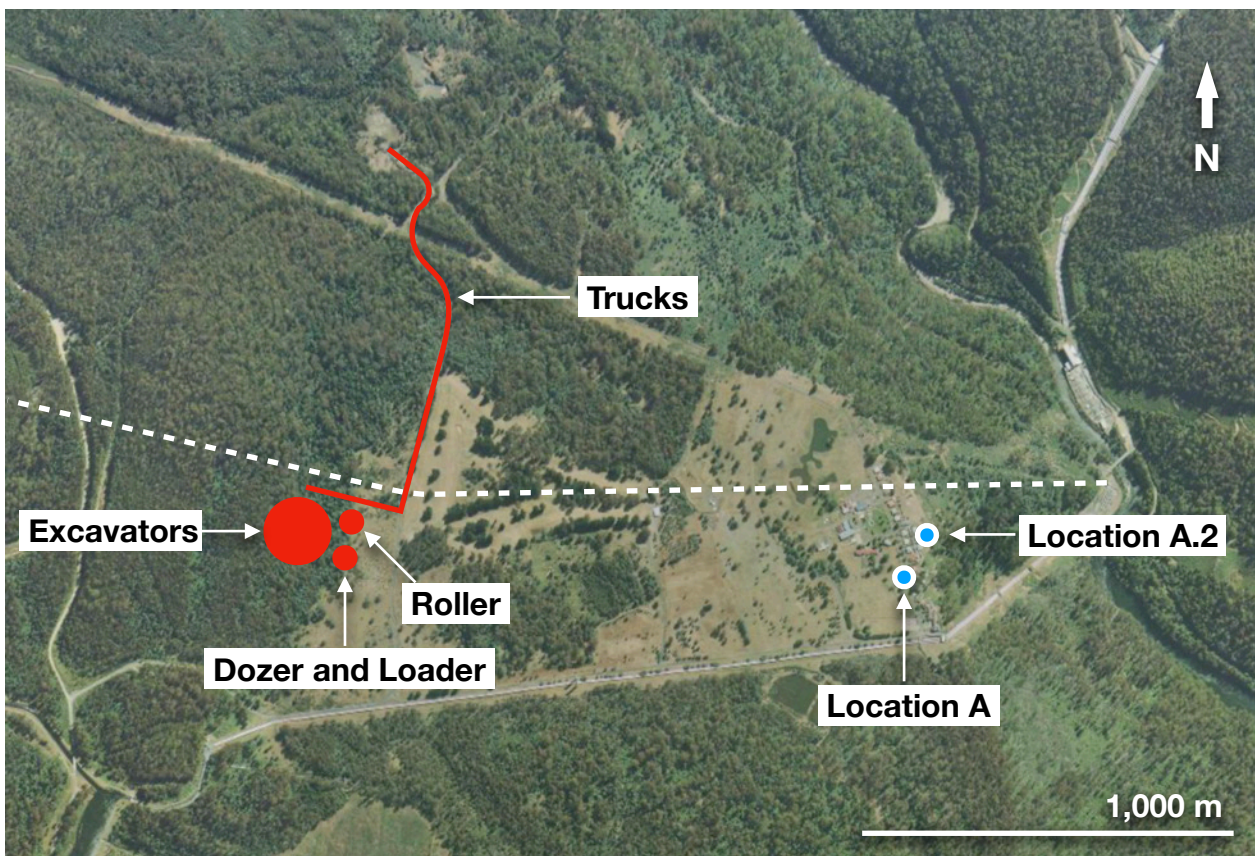 N
Trucks
Excavators
Location A.2
Roller
Dozer and Loader
Location A
1,000 m